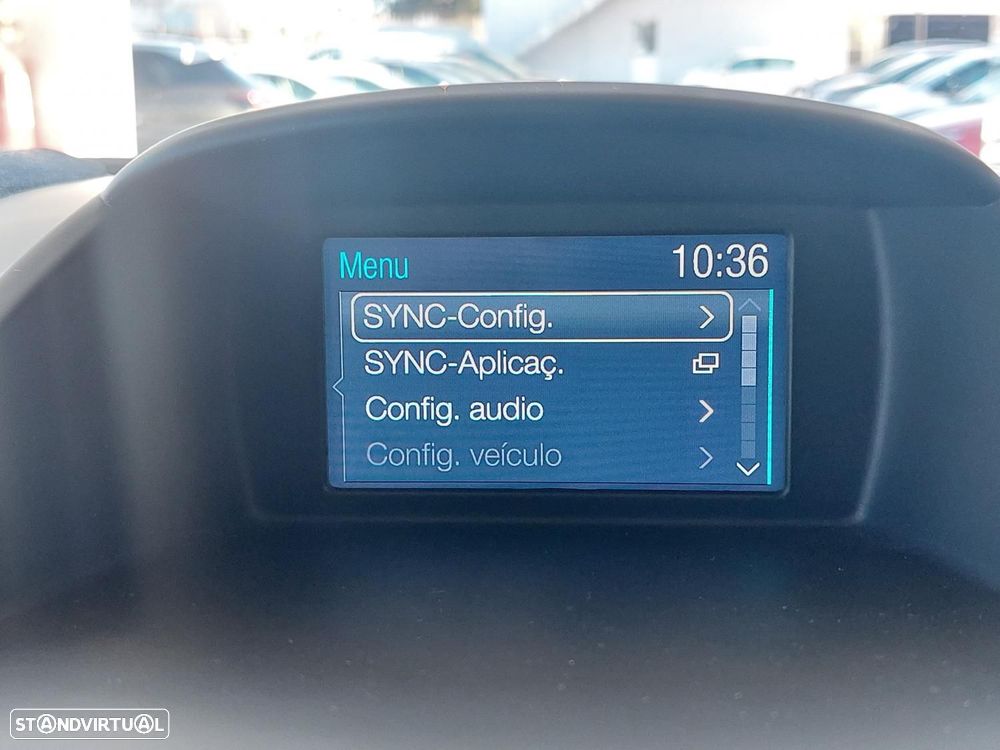 Menu 10:36
SYNC-Config.
SYNC-Aplicaç.
Config. audio
Config. veículo
STANDVIRTUAL